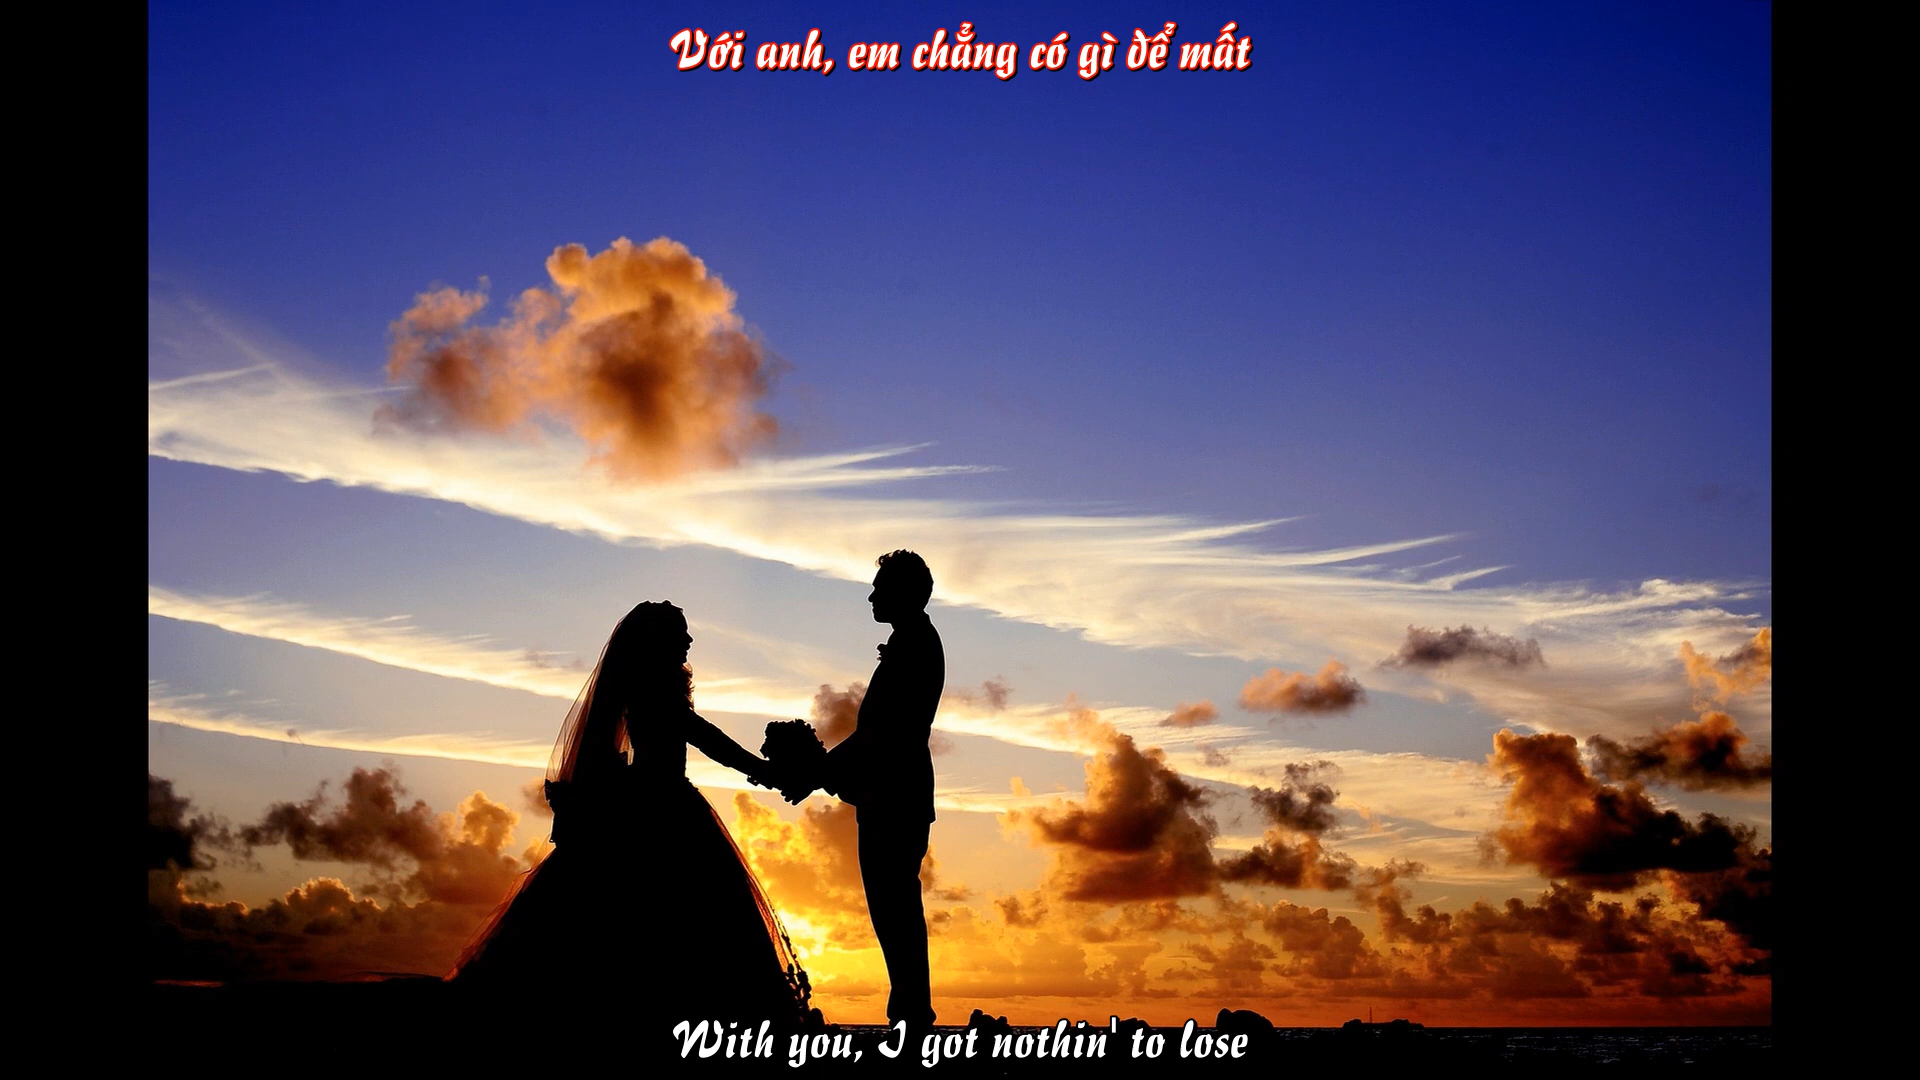 Với anh, em chẳng có gì để mất
With you, I got nothin' to lose